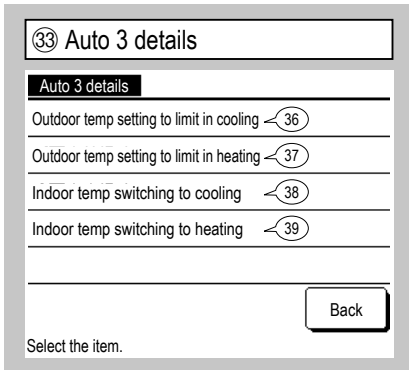 ㉝ Auto 3 details
Auto 3 details
Outdoor temp setting to limit in cooling 36
Outdoor temp setting to limit in heating 37
Indoor temp switching to cooling 38
Indoor temp switching to heating 39
Back
Select the item.